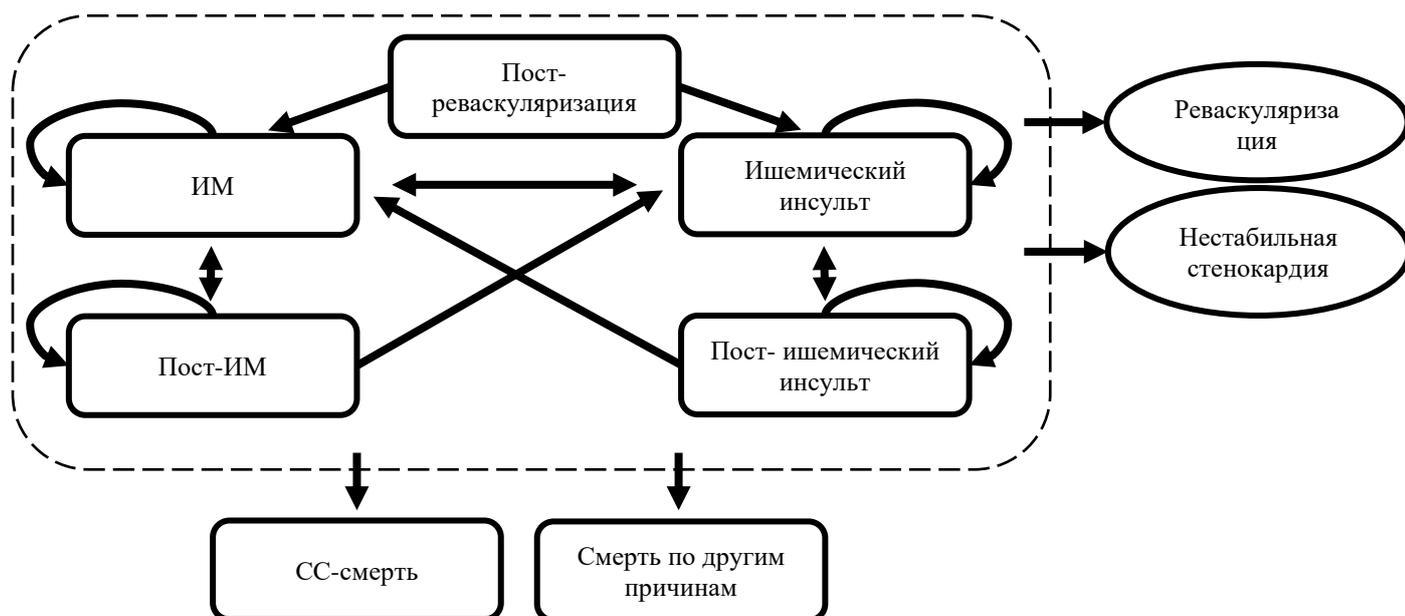 Пост-
реваскуляризация
Реваскуляриза
ция
ИМ
Ишемический
инсульт
Нестабильная
стенокардия
Пост-ИМ
Пост- ишемический
инсульт
СС-смерть
Смерть по другим
причинам